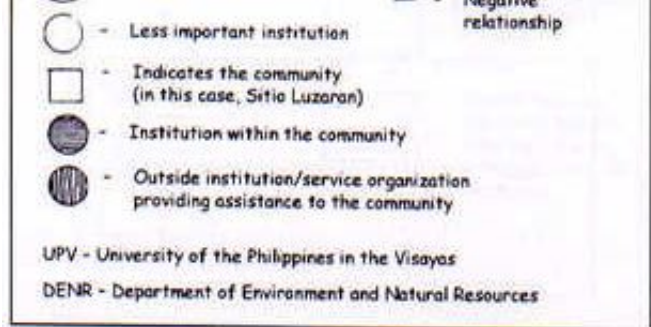 Negative
relationship
- Less important institution
- Indicates the community
(in this case, Sitio Luzaran)
- Institution within the community
- Outside institution/service organization
providing assistance to the community
UPV - University of the Philippines in the Visayas
DENR - Department of Environment and Natural Resources